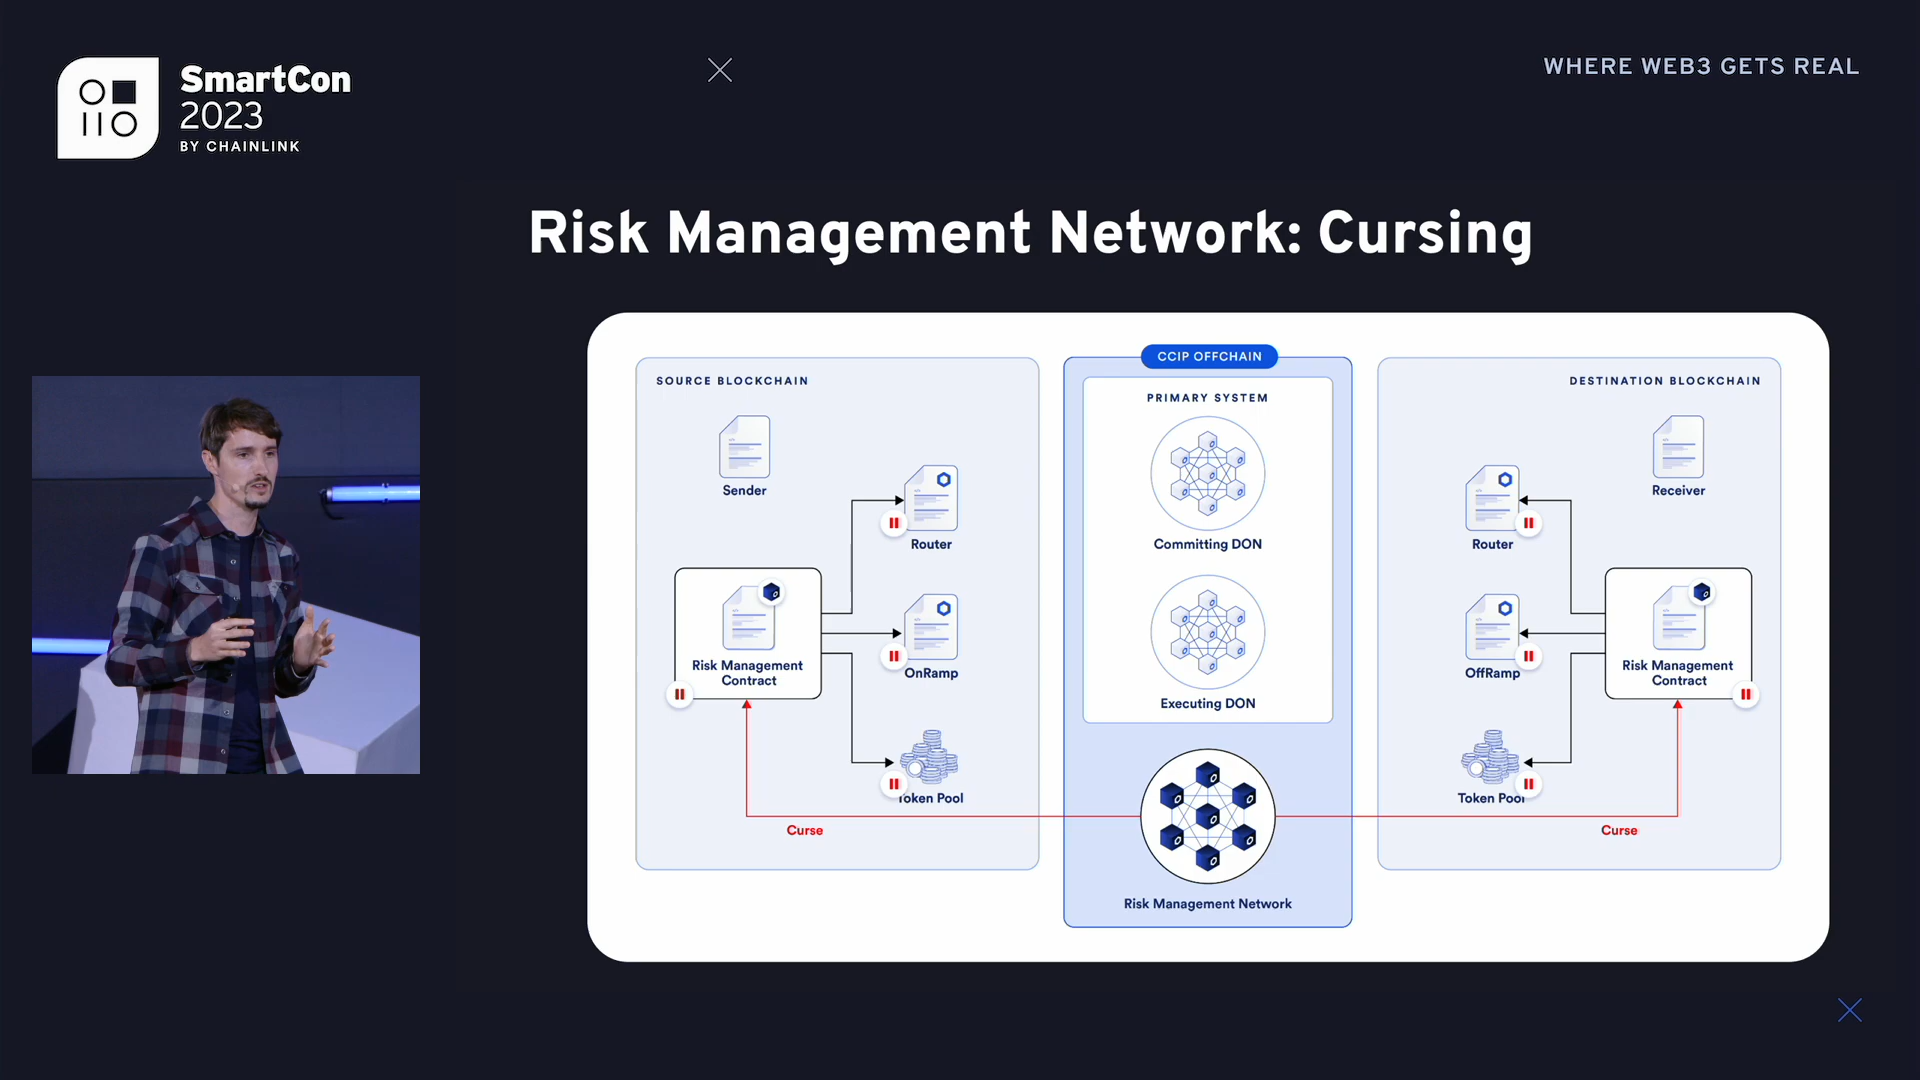 SmartCon
2023
BY CHAINLINK
WHERE WEB3 GETS REAL
Risk Management Network: Cursing
SOURCE BLOCKCHAIN
Sender
Router
Risk Management
Contract
OnRamp
Token Pool
Curse
CCIP OFFCHAIN
PRIMARY SYSTEM
Committing DON
Executing DON
Risk Management Network
DESTINATION BLOCKCHAIN
Receiver
Router
OffRamp
Risk Management
Contract
Token Pool
Curse